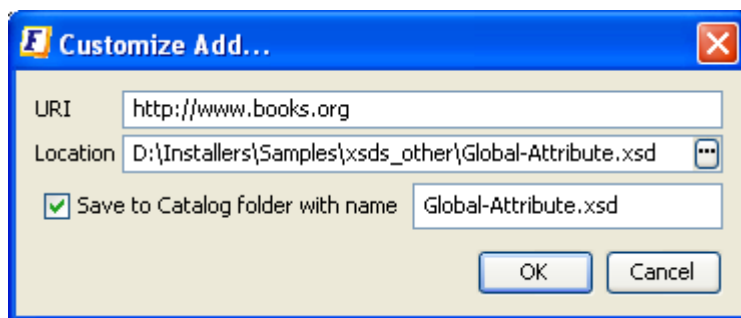 F Customize Add...
URI http://www.books.org
Location D:\Installers\Samples\xsds_other\Global-Attribute.xsd ...
Save to Catalog folder with name Global-Attribute.xsd
OK Cancel